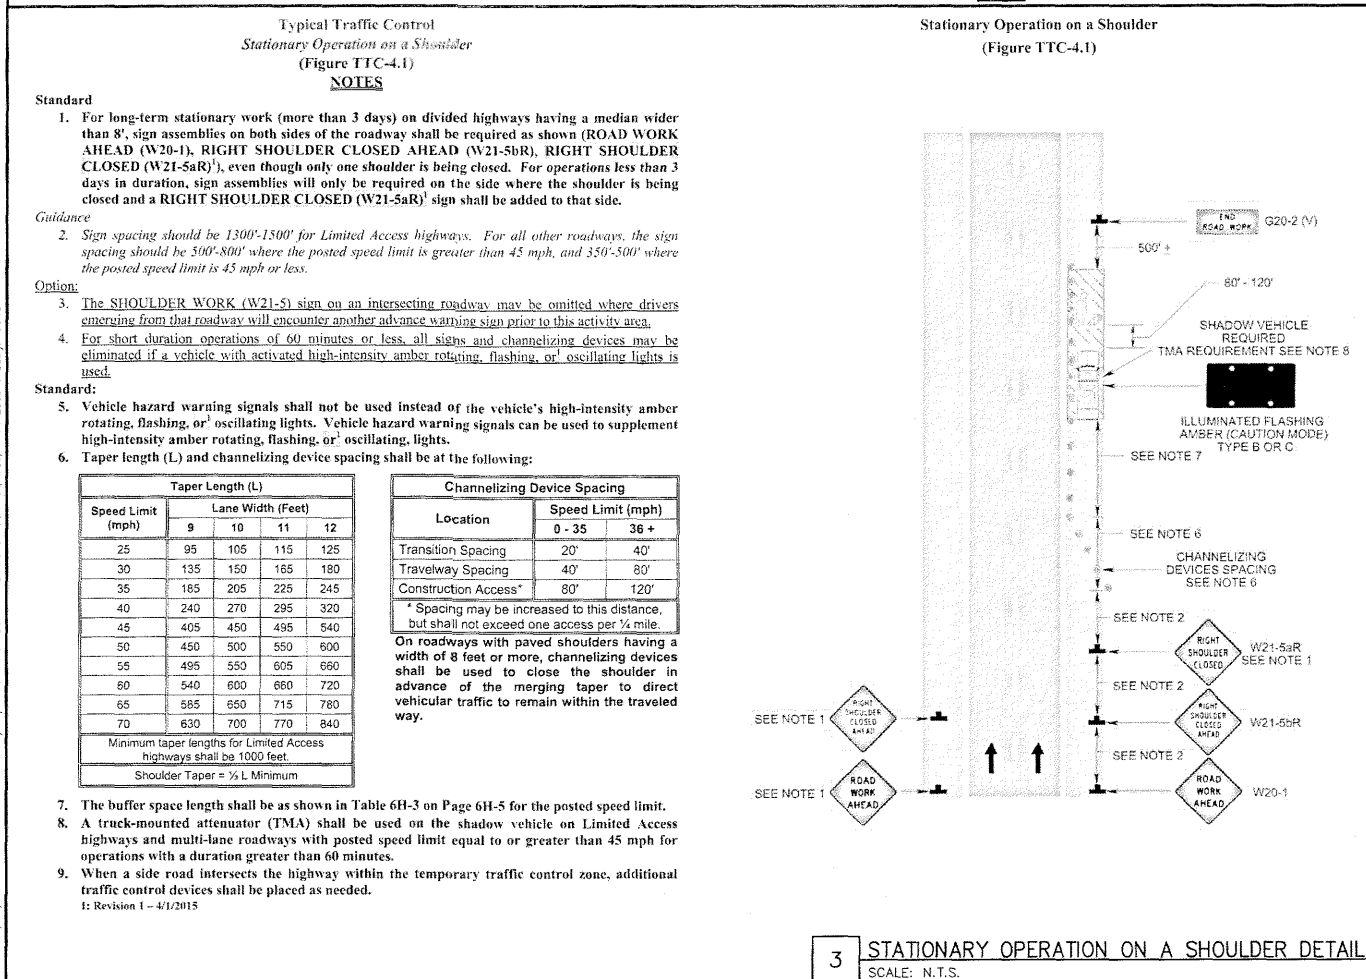 Typical Traffic Control
Stationary Operation on a Shoulder
(Figure TTC-4.1)
NOTES
Standard
1. For long-term stationary work (more than 3 days) on divided highways having a median wider
than 8', sign assemblies on both sides of the roadway shall be required as shown (ROAD WORK
AHEAD (W20-1), RIGHT SHOULDER CLOSED AHEAD (W21-5bR), RIGHT SHOULDER
CLOSED (W21-5aR)¹), even though only one shoulder is being closed. For operations less than 3
days in duration, sign assemblies will only be required on the side where the shoulder is being
closed and a RIGHT SHOULDER CLOSED (W21-5aR)¹ sign shall be added to that side.
Guidance
2. Sign spacing should be 1300'-1500' for Limited Access highways. For all other roadways, the sign
spacing should be 500'-800' where the posted speed limit is greater than 45 mph, and 350'-500' where
the posted speed limit is 45 mph or less.
Option:
3. The SHOULDER WORK (W21-5) sign on an intersecting roadway may be omitted where drivers
emerging from that roadway will encounter another advance warning sign prior to this activity area.
4. For short duration operations of 60 minutes or less, all signs and channelizing devices may be
eliminated if a vehicle with activated high-intensity amber rotating, flashing, or¹ oscillating lights is
used.
Standard:
5. Vehicle hazard warning signals shall not be used instead of the vehicle's high-intensity amber
rotating, flashing, or¹ oscillating lights. Vehicle hazard warning signals can be used to supplement
high-intensity amber rotating, flashing, or¹ oscillating, lights.
6. Taper length (L) and channelizing device spacing shall be at the following:
Taper Length (L)
Speed Limit (mph) Lane Width (Feet)
9 10 11 12
25 95 105 115 125
30 135 150 165 180
35 185 205 225 245
40 240 270 295 320
45 405 450 495 540
50 450 500 550 600
55 495 550 605 660
60 540 600 660 720
65 585 650 715 780
70 630 700 770 840
Minimum taper lengths for Limited Access
highways shall be 1000 feet.
Shoulder Taper = ⅓ L Minimum
Channelizing Device Spacing
Location Speed Limit (mph)
0 - 35 36 +
Transition Spacing 20' 40'
Travelway Spacing 40' 80'
Construction Access* 80' 120'
* Spacing may be increased to this distance,
but shall not exceed one access per ¼ mile.
On roadways with paved shoulders having a
width of 8 feet or more, channelizing devices
shall be used to close the shoulder in
advance of the merging taper to direct
vehicular traffic to remain within the traveled
way.
7. The buffer space length shall be as shown in Table 6H-3 on Page 6H-5 for the posted speed limit.
8. A truck-mounted attenuator (TMA) shall be used on the shadow vehicle on Limited Access
highways and multi-lane roadways with posted speed limit equal to or greater than 45 mph for
operations with a duration greater than 60 minutes.
9. When a side road intersects the highway within the temporary traffic control zone, additional
traffic control devices shall be placed as needed.
1: Revision 1 – 4/1/2015
Stationary Operation on a Shoulder
(Figure TTC-4.1)
END
ROAD WORK
G20-2 (V)
500' ±
80' - 120'
SHADOW VEHICLE
REQUIRED
TMA REQUIREMENT SEE NOTE 8
ILLUMINATED FLASHING
AMBER (CAUTION MODE)
TYPE B OR C
SEE NOTE 7
SEE NOTE 6
CHANNELIZING
DEVICES SPACING
SEE NOTE 6
SEE NOTE 2
RIGHT
SHOULDER
CLOSED
W21-5aR
SEE NOTE 1
SEE NOTE 2
SEE NOTE 1
RIGHT
SHOULDER
CLOSED
AHEAD
RIGHT
SHOULDER
CLOSED
AHEAD
W21-5bR
SEE NOTE 2
SEE NOTE 1
ROAD
WORK
AHEAD
ROAD
WORK
AHEAD
W20-1
3
STATIONARY OPERATION ON A SHOULDER DETAIL
SCALE: N.T.S.